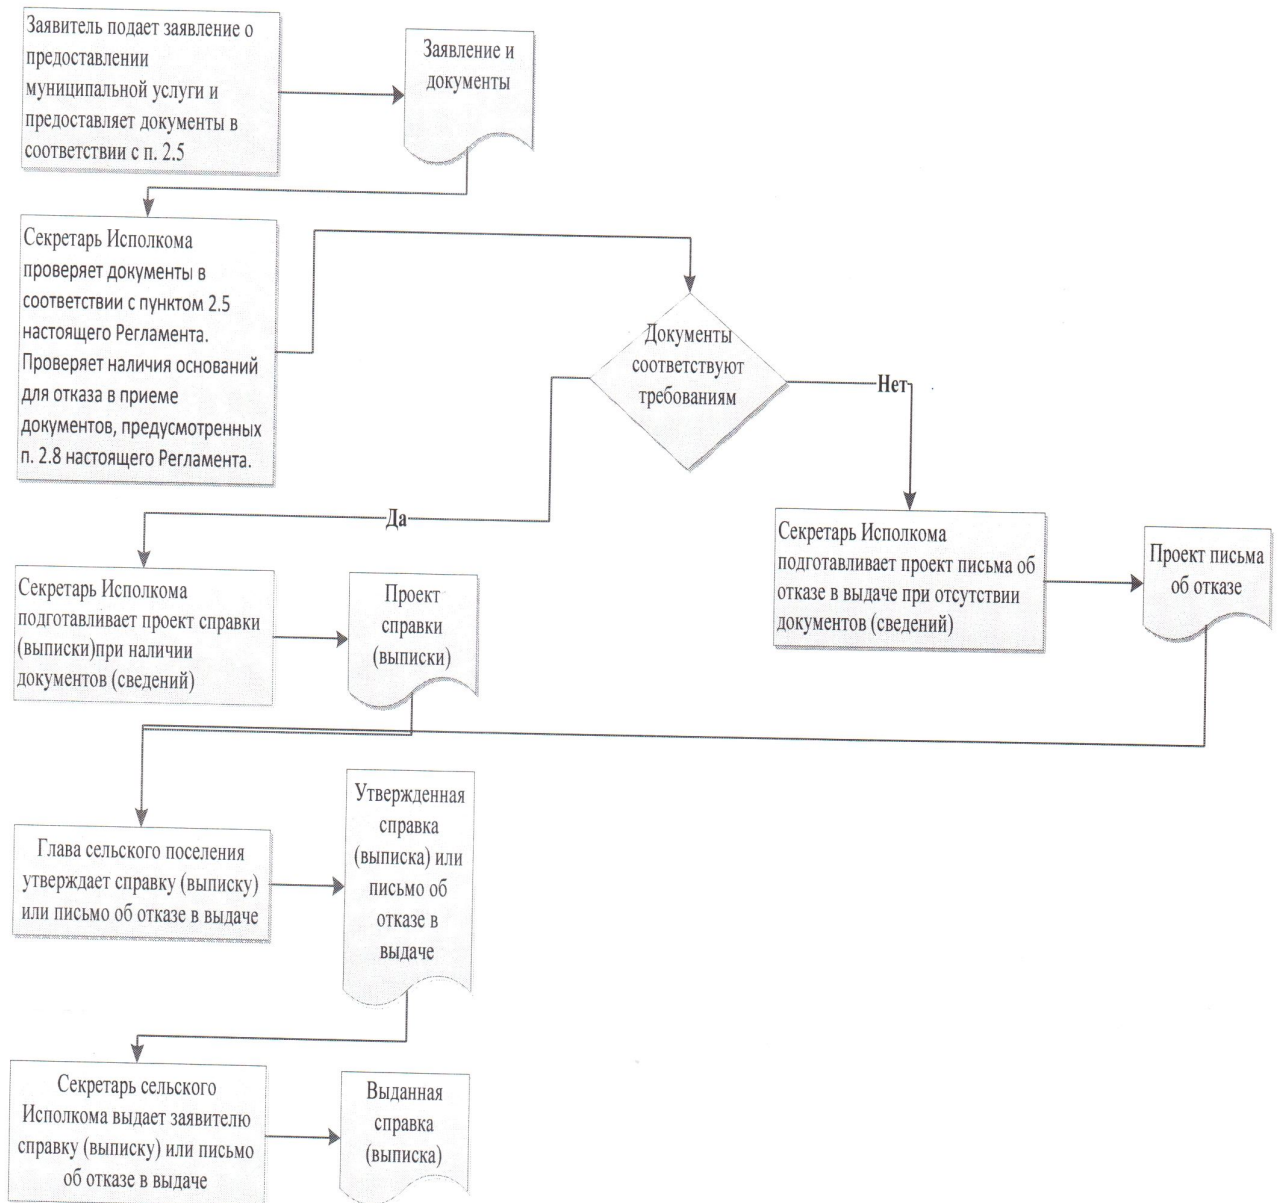 Заявитель подает заявление о
предоставлении
муниципальной услуги и
предоставляет документы в
соответствии с п. 2.5
Заявление и
документы
Секретарь Исполкома
проверяет документы в
соответствии с пунктом 2.5
настоящего Регламента.
Проверяет наличия оснований
для отказа в приеме
документов, предусмотренных
п. 2.8 настоящего Регламента.
Документы
соответствуют
требованиям
Нет
Да
Секретарь Исполкома
подготавливает проект справки
(выписки)при наличии
документов (сведений)
Проект
справки
(выписки)
Секретарь Исполкома
подготавливает проект письма об
отказе в выдаче при отсутствии
документов (сведений)
Проект письма
об отказе
Глава сельского поселения
утверждает справку (выписку)
или письмо об отказе в выдаче
Утвержденная
справка
(выписка) или
письмо об
отказе в
выдаче
Секретарь сельского
Исполкома выдает заявителю
справку (выписку) или письмо
об отказе в выдаче
Выданная
справка
(выписка)